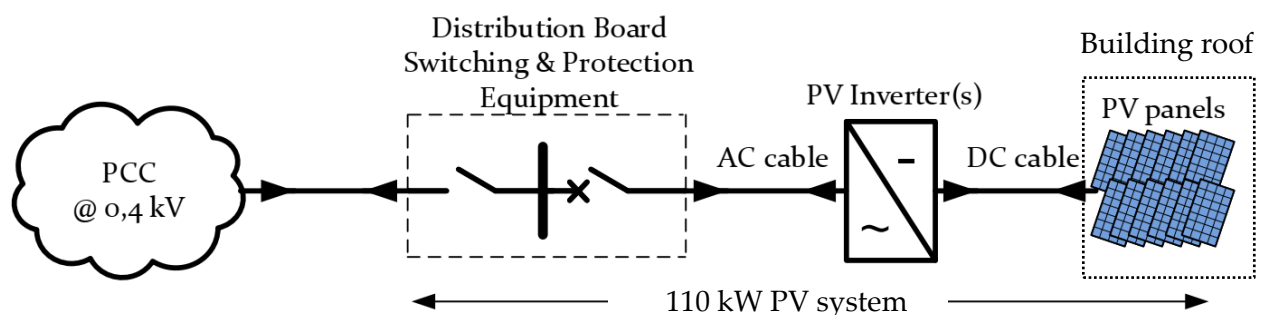 Distribution Board
Switching & Protection
Equipment
Building roof
PV Inverter(s)
PV panels
PCC
@ 0,4 kV
AC cable
DC cable
-
~
110 kW PV system